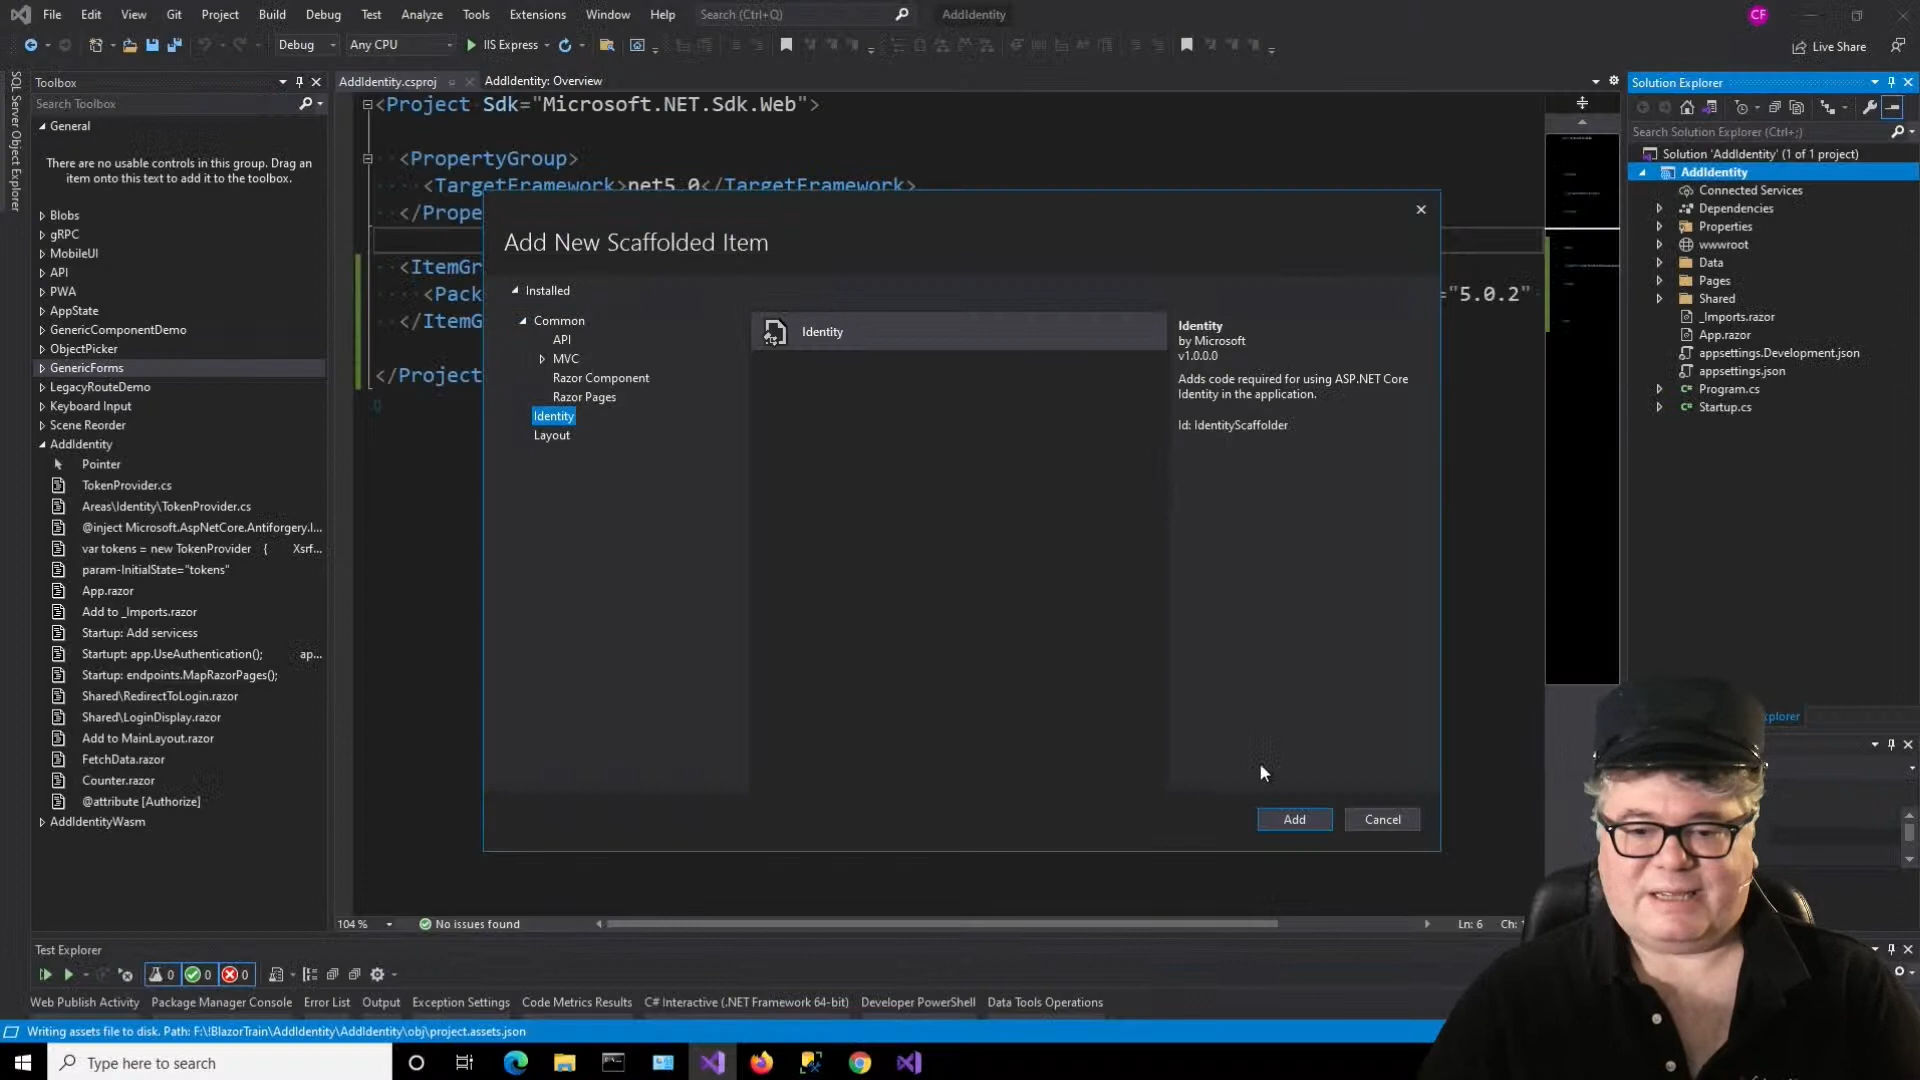 File Edit View Git Project Build Debug Test Analyze Tools Extensions Window Help Search (Ctrl+Q) AddIdentity CF
Debug Any CPU IIS Express Live Share
SQL Server Object Explorer
Toolbox
Search Toolbox
General
There are no usable controls in this group. Drag an
item onto this text to add it to the toolbox.
Blobs
gRPC
MobileUI
API
PWA
AppState
GenericComponentDemo
ObjectPicker
GenericForms
LegacyRouteDemo
Keyboard Input
Scene Reorder
AddIdentity
Pointer
TokenProvider.cs
Areas\Identity\TokenProvider.cs
@inject Microsoft.AspNetCore.Antiforgery.I...
var tokens = new TokenProvider { Xsrf...
param-InitialState="tokens"
App.razor
Add to _Imports.razor
Startup: Add servicess
Startupt: app.UseAuthentication(); ap...
Startup: endpoints.MapRazorPages();
Shared\RedirectToLogin.razor
Shared\LoginDisplay.razor
Add to MainLayout.razor
FetchData.razor
Counter.razor
@attribute [Authorize]
AddIdentityWasm
AddIdentity.csproj AddIdentity: Overview
<Project Sdk="Microsoft.NET.Sdk.Web">
<PropertyGroup>
<TargetFramework>net5.0</TargetFramework>
</Prope
<ItemGr
<Pack ="5.0.2"
</ItemG
</Project
Add New Scaffolded Item
Installed
Common
API
MVC
Razor Component
Razor Pages
Identity
Layout
Identity
Identity
by Microsoft
v1.0.0.0
Adds code required for using ASP.NET Core
Identity in the application.
Id: IdentityScaffolder
Add Cancel
Solution Explorer
Search Solution Explorer (Ctrl+;)
Solution 'AddIdentity' (1 of 1 project)
AddIdentity
Connected Services
Dependencies
Properties
wwwroot
Data
Pages
Shared
_Imports.razor
App.razor
appsettings.Development.json
appsettings.json
Program.cs
Startup.cs
xplorer
104 % No issues found Ln: 6 Ch:
Test Explorer
0 0 0
Web Publish Activity Package Manager Console Error List Output Exception Settings Code Metrics Results C# Interactive (.NET Framework 64-bit) Developer PowerShell Data Tools Operations
Writing assets file to disk. Path: F:\!BlazorTrain\AddIdentity\AddIdentity\obj\project.assets.json
Type here to search